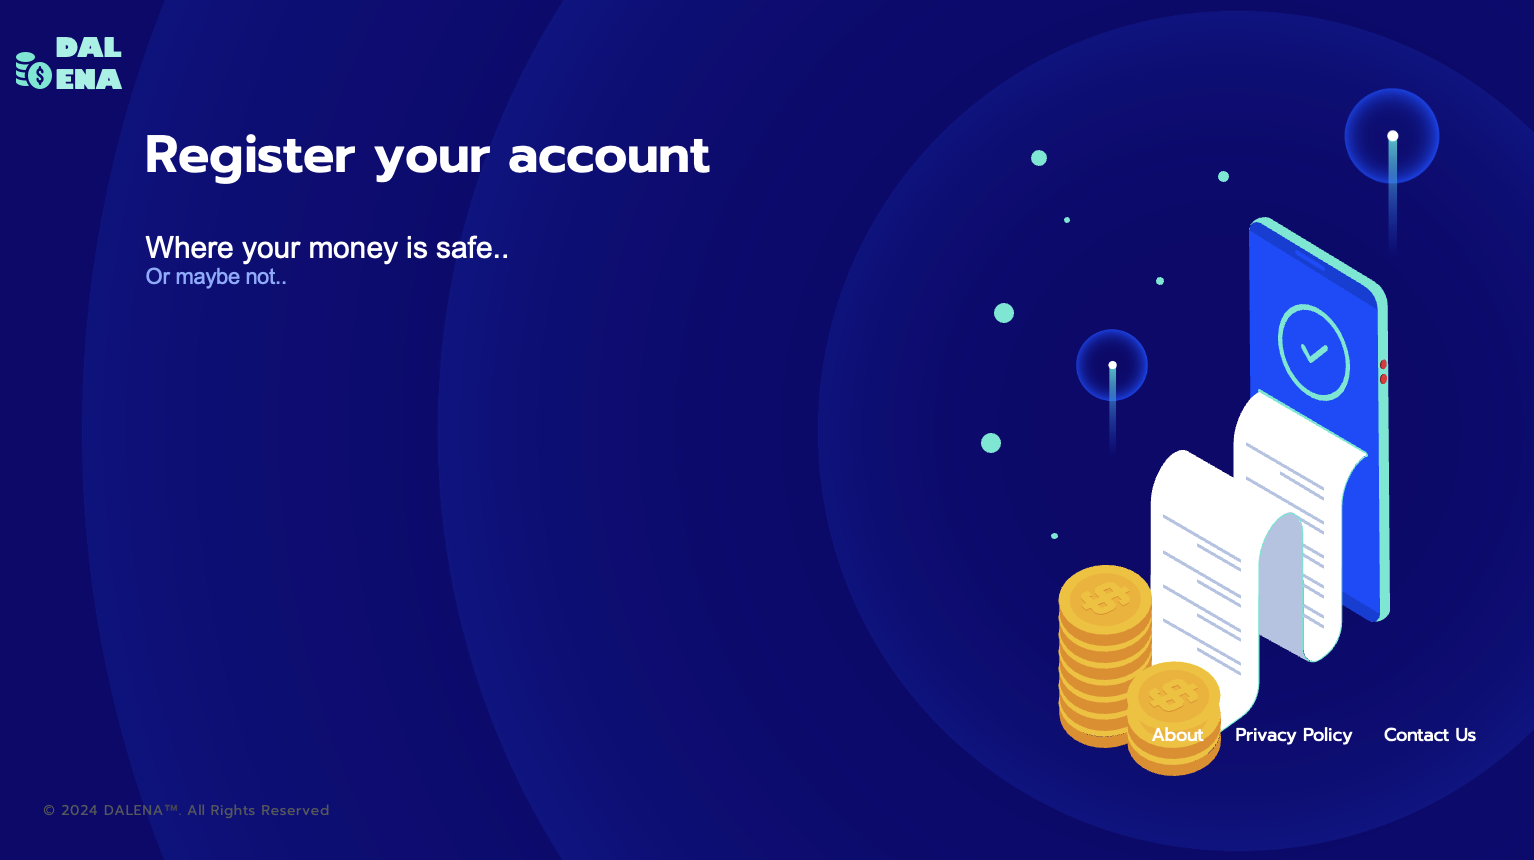 DAL
ENA
Register your account
Where your money is safe..
Or maybe not..
About Privacy Policy Contact Us
© 2024 DALENA™. All Rights Reserved